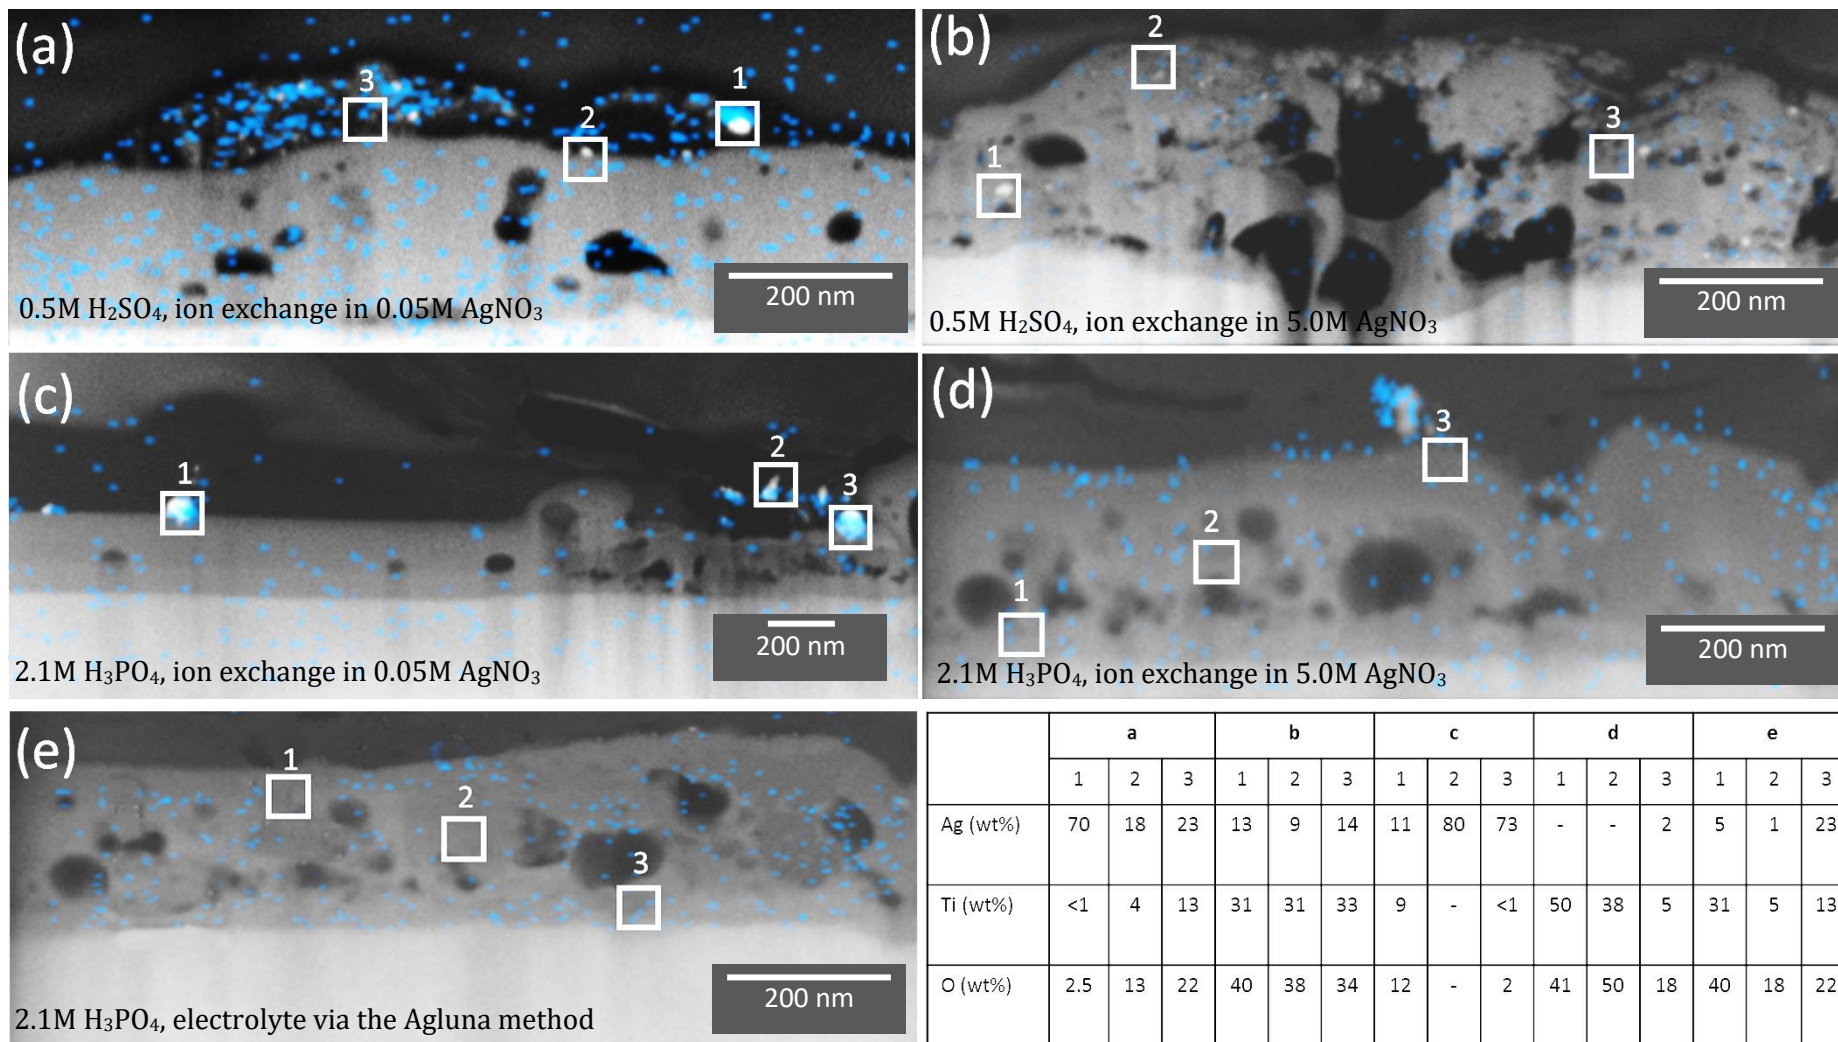 (a)
3
2
1
200 nm
0.5M H₂SO₄, ion exchange in 0.05M AgNO₃
(b)
2
1
3
200 nm
0.5M H₂SO₄, ion exchange in 5.0M AgNO₃
(c)
1
2
3
200 nm
2.1M H₃PO₄, ion exchange in 0.05M AgNO₃
(d)
3
2
1
200 nm
2.1M H₃PO₄, ion exchange in 5.0M AgNO₃
(e)
1
2
3
200 nm
2.1M H₃PO₄, electrolyte via the Agluna method
a b c d e
1 2 3 1 2 3 1 2 3 1 2 3 1 2 3
Ag (wt%) 70 18 23 13 9 14 11 80 73 - - 2 5 1 23
Ti (wt%) <1 4 13 31 31 33 9 - <1 50 38 5 31 5 13
O (wt%) 2.5 13 22 40 38 34 12 - 2 41 50 18 40 18 22